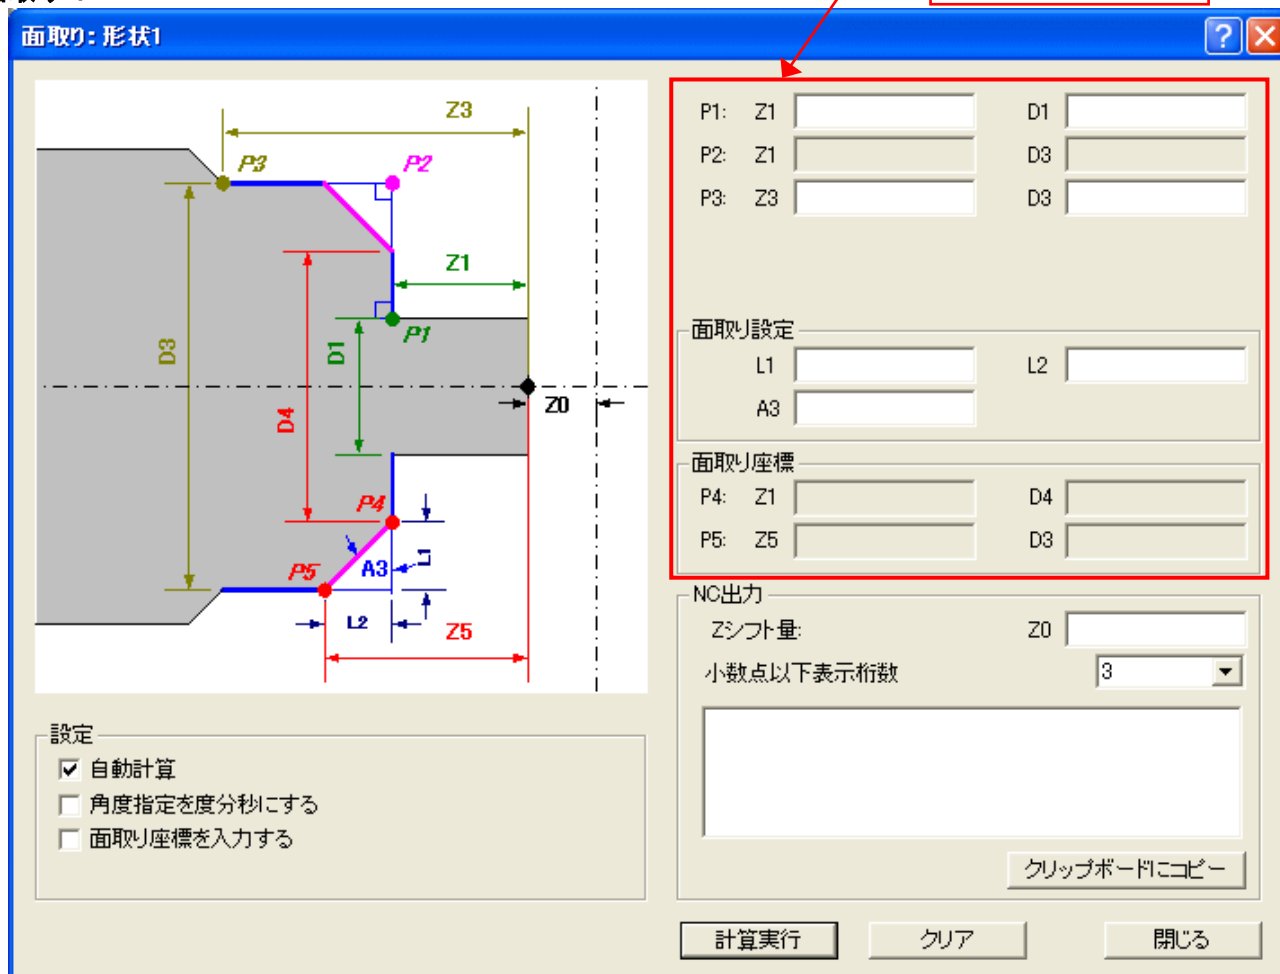 面取り: 形状1
Z3
P3
P2
Z1
P1
D3
D1
D4
Z0
P4
L1
A3
P5
L2
Z5
P1: Z1 D1
P2: Z1 D3
P3: Z3 D3
面取り設定
L1 L2
A3
面取り座標
P4: Z1 D4
P5: Z5 D3
NC出力
Zシフト量: Z0
小数点以下表示桁数 3
クリップボードにコピー
設定
自動計算
角度指定を度分秒にする
面取り座標を入力する
計算実行 クリア 閉じる